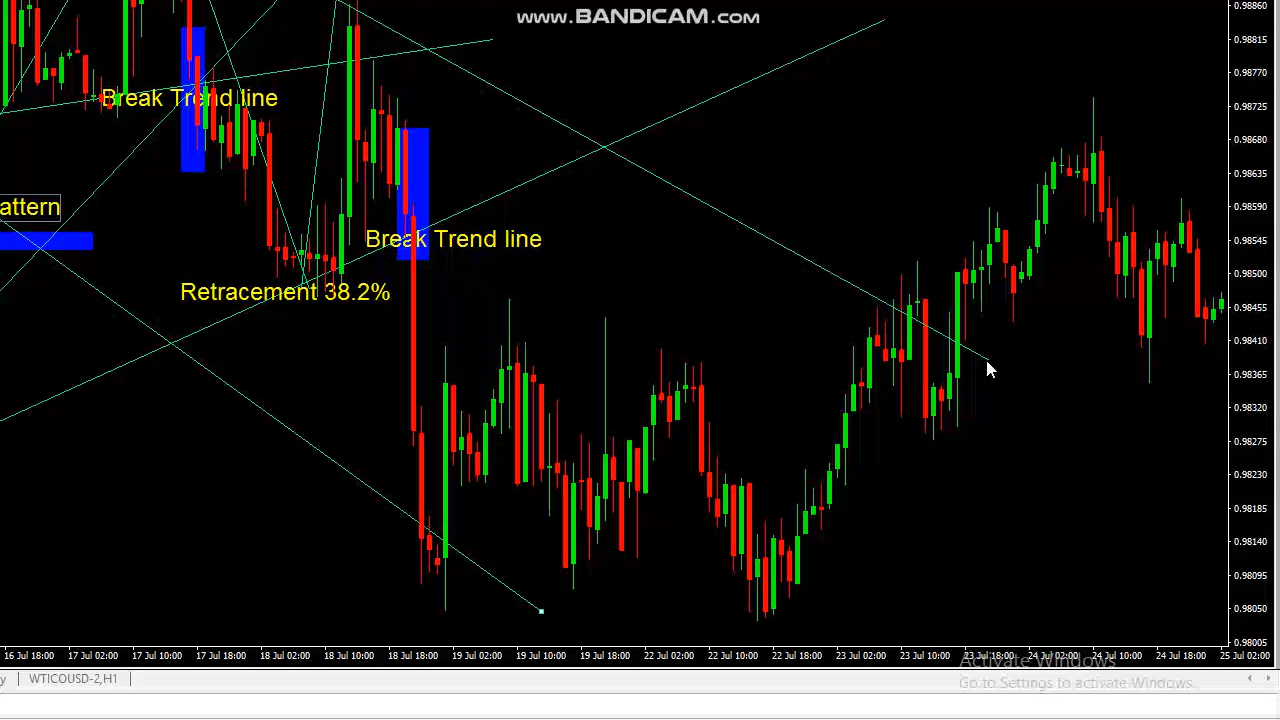 www.BANDICAM.com
0.98860
0.98815
0.98770
0.98725
0.98680
0.98635
0.98590
0.98545
0.98500
0.98455
0.98410
0.98365
0.98320
0.98275
0.98230
0.98185
0.98140
0.98095
0.98050
0.98005
Break Trend line
attern
Break Trend line
Retracement 38.2%
16 Jul 18:00 17 Jul 02:00 17 Jul 10:00 17 Jul 18:00 18 Jul 02:00 18 Jul 10:00 18 Jul 18:00 19 Jul 02:00 19 Jul 10:00 19 Jul 18:00 22 Jul 02:00 22 Jul 10:00 22 Jul 18:00 23 Jul 02:00 23 Jul 10:00 23 Jul 18:00 24 Jul 02:00 24 Jul 10:00 24 Jul 18:00 25 Jul 02:00
Activate Windows
Go to Settings to activate Windows.
y | WTICOUSD-2,H1 |